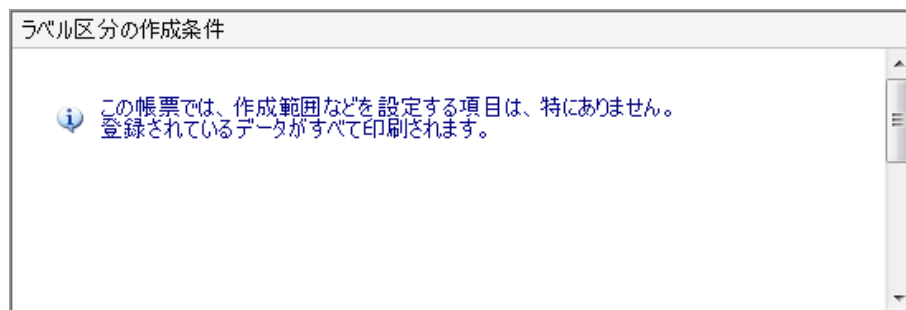 ラベル区分の作成条件
この帳票では、作成範囲などを設定する項目は、特にありません。
登録されているデータがすべて印刷されます。